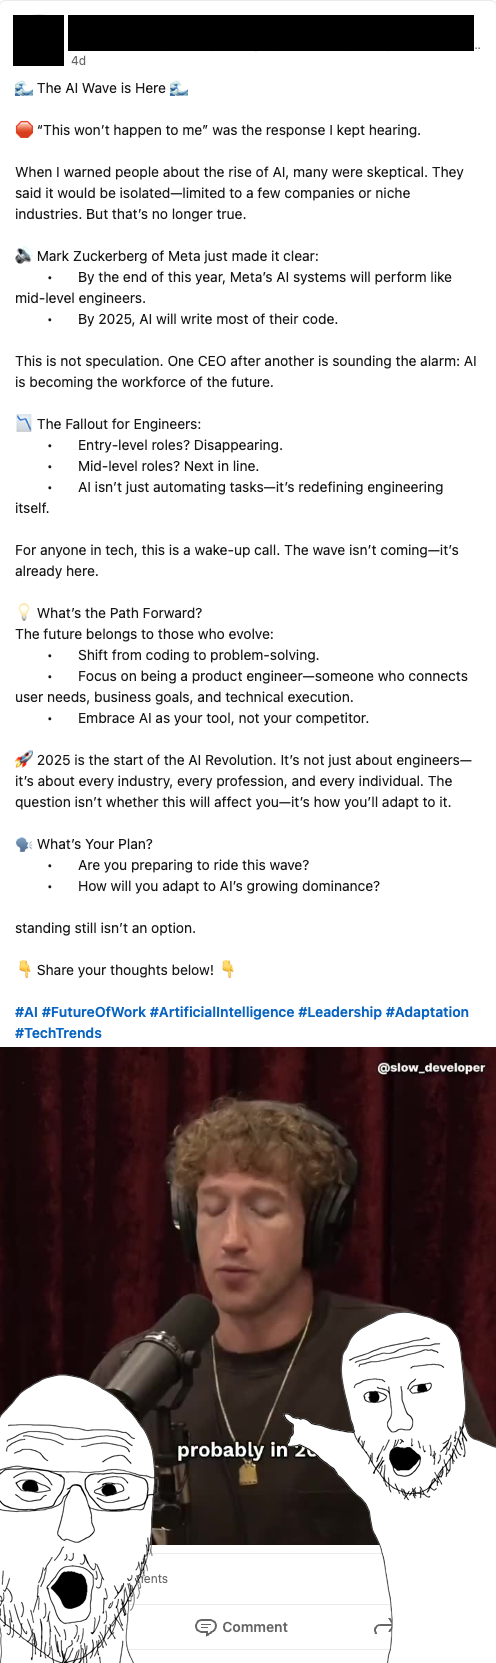 4d
🌊 The AI Wave is Here 🌊
🛑 “This won’t happen to me” was the response I kept hearing.
When I warned people about the rise of AI, many were skeptical. They
said it would be isolated—limited to a few companies or niche
industries. But that’s no longer true.
🔊 Mark Zuckerberg of Meta just made it clear:
• By the end of this year, Meta’s AI systems will perform like
mid-level engineers.
• By 2025, AI will write most of their code.
This is not speculation. One CEO after another is sounding the alarm: AI
is becoming the workforce of the future.
📉 The Fallout for Engineers:
• Entry-level roles? Disappearing.
• Mid-level roles? Next in line.
• AI isn’t just automating tasks—it’s redefining engineering
itself.
For anyone in tech, this is a wake-up call. The wave isn’t coming—it’s
already here.
💡 What’s the Path Forward?
The future belongs to those who evolve:
• Shift from coding to problem-solving.
• Focus on being a product engineer—someone who connects
user needs, business goals, and technical execution.
• Embrace AI as your tool, not your competitor.
🚀 2025 is the start of the AI Revolution. It’s not just about engineers—
it’s about every industry, every profession, and every individual. The
question isn’t whether this will affect you—it’s how you’ll adapt to it.
🗣️ What’s Your Plan?
• Are you preparing to ride this wave?
• How will you adapt to AI’s growing dominance?
standing still isn’t an option.
👇 Share your thoughts below! 👇
#AI #FutureOfWork #ArtificialIntelligence #Leadership #Adaptation
#TechTrends
@slow_developer
probably in
Comment